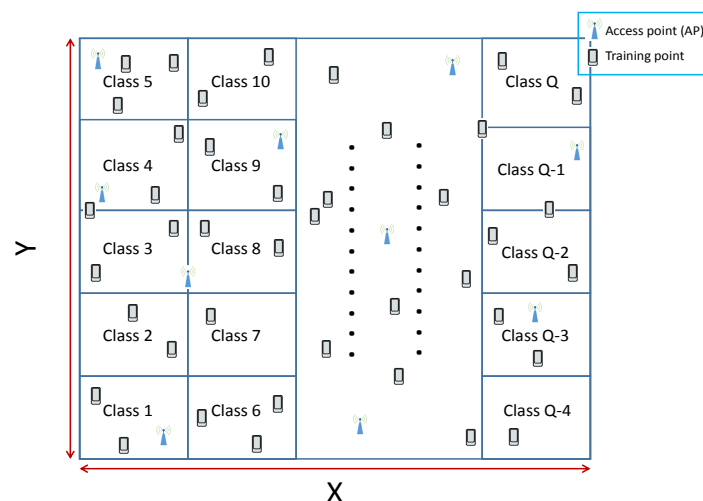 Access point (AP)
Training point
Class 5
Class 10
Class Q
Class 4
Class 9
Class Q-1
Class 3
Class 8
Class Q-2
Class 2
Class 7
Class Q-3
Class 1
Class 6
Class Q-4
Y
X